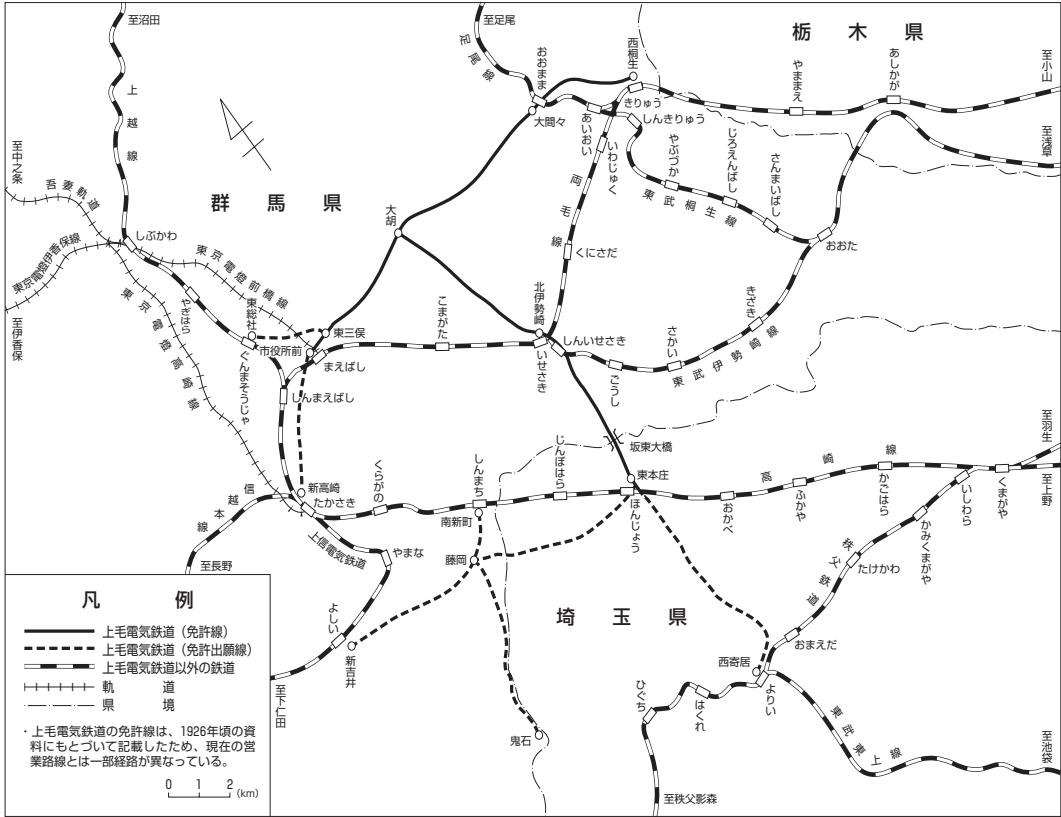 至沼田
上越線
至足尾
足尾線
おおまま
大間々
西桐生
栃木県
きりゅう
あいおい
しんきりゅう
やままえ
あしかが
至小山
至浅草
いわじゅく
やぶづか
じろえんばし
さんまいばし
東武桐生線
おおた
両毛線
くにさだ
至中之条
吾妻軌道
群馬県
大胡
しぶかわ
東京電燈伊香保線
至伊香保
東京電燈前橋線
東京電燈高崎線
やぎはら
東総社
ぐんまそうじゃ
東三俣
市役所前
まえばし
しんまえばし
こまがた
北伊勢崎
いせさき
しんいせさき
ごうし
さかい
きざき
東武伊勢崎線
坂東大橋
東本庄
ほんじょう
じんぼはら
しんまち
南新町
くらがの
新高崎
たかさき
信越本線
至長野
上信電気鉄道
やまな
よしい
新吉井
至下仁田
藤岡
鬼石
おかべ
ふかや
高崎線
かごはら
くまがや
至羽生
至上野
いしわら
かみくまがや
たけかわ
秩父鉄道
おまえだ
埼玉県
西寄居
よりい
はくれ
ひぐち
至秩父影森
東武東上線
至池袋
凡例
上毛電気鉄道（免許線）
上毛電気鉄道（免許出願線）
上毛電気鉄道以外の鉄道
軌道
県境
・上毛電気鉄道の免許線は、1926年頃の資
料にもとづいて記載したため、現在の営
業路線とは一部経路が異なっている。
0 1 2 (km)